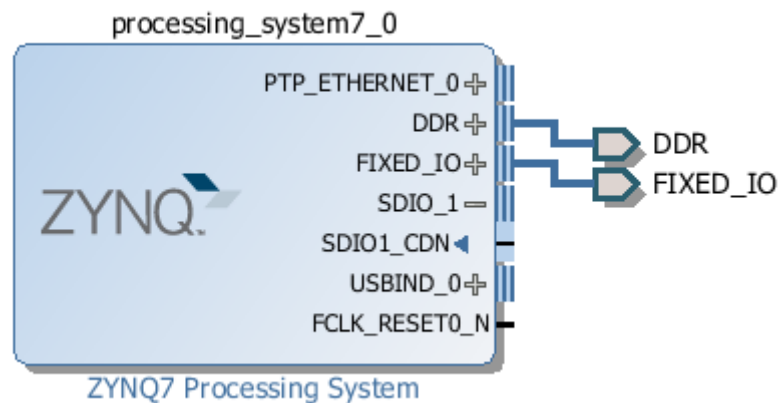 processing_system7_0
PTP_ETHERNET_0
DDR
DDR
FIXED_IO
FIXED_IO
SDIO_1
ZYNQ
SDIO1_CDN
USBIND_0
FCLK_RESET0_N
ZYNQ7 Processing System